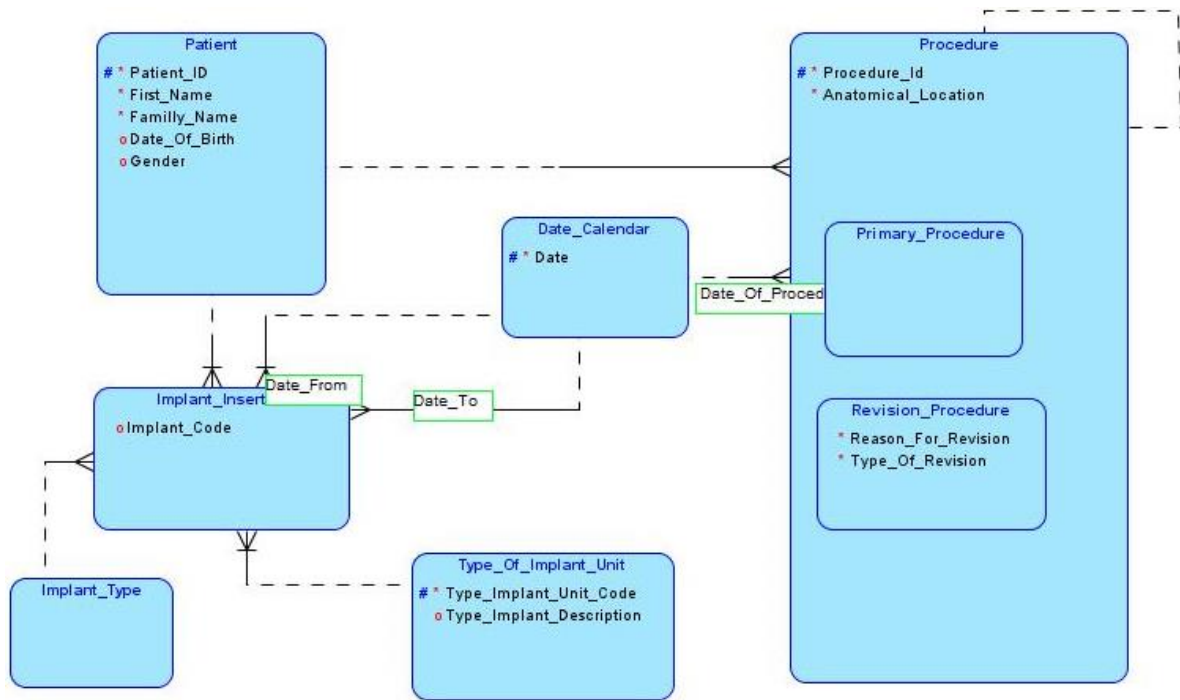 Patient
# * Patient_ID
* First_Name
* Familly_Name
o Date_Of_Birth
o Gender
Procedure
# * Procedure_Id
* Anatomical_Location
Date_Calendar
# * Date
Primary_Procedure
Date_Of_Proced
Revision_Procedure
* Reason_For_Revision
* Type_Of_Revision
Implant_Insert
o Implant_Code
Date_From
Date_To
Implant_Type
Type_Of_Implant_Unit
# * Type_Implant_Unit_Code
o Type_Implant_Description